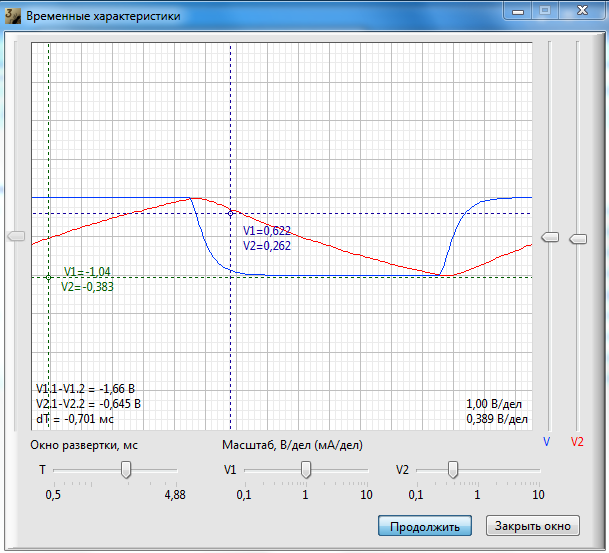 Временные характеристики
V1=0,622
V2=0,262
V1=-1,04
V2=-0,383
V1.1-V1.2 = -1,66 В
V2.1-V2.2 = -0,645 В
dT = -0,701 мс
1,00 В/дел
0,389 В/дел
V V2
Окно развертки, мс
Масштаб, В/дел (мА/дел)
T
0,5 4,88
V1
0,1 1 10
V2
0,1 1 10
Продолжить
Закрыть окно